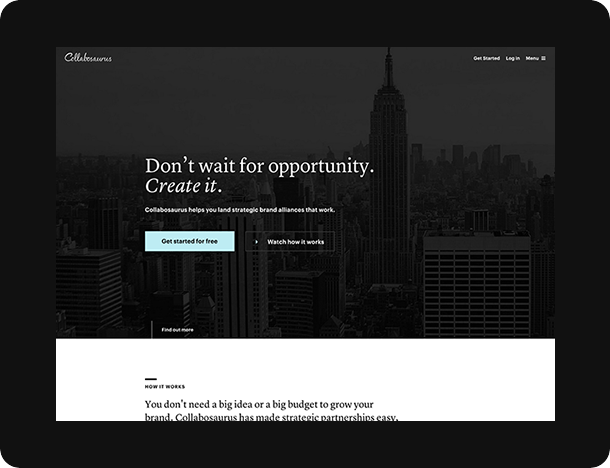 Collabosaurus
Get Started Log in Menu
Don’t wait for opportunity.
Create it.
Collabosaurus helps you land strategic brand alliances that work.
Get started for free
Watch how it works
Find out more
HOW IT WORKS
You don’t need a big idea or a big budget to grow your
brand. Collabosaurus has made strategic partnerships easy,